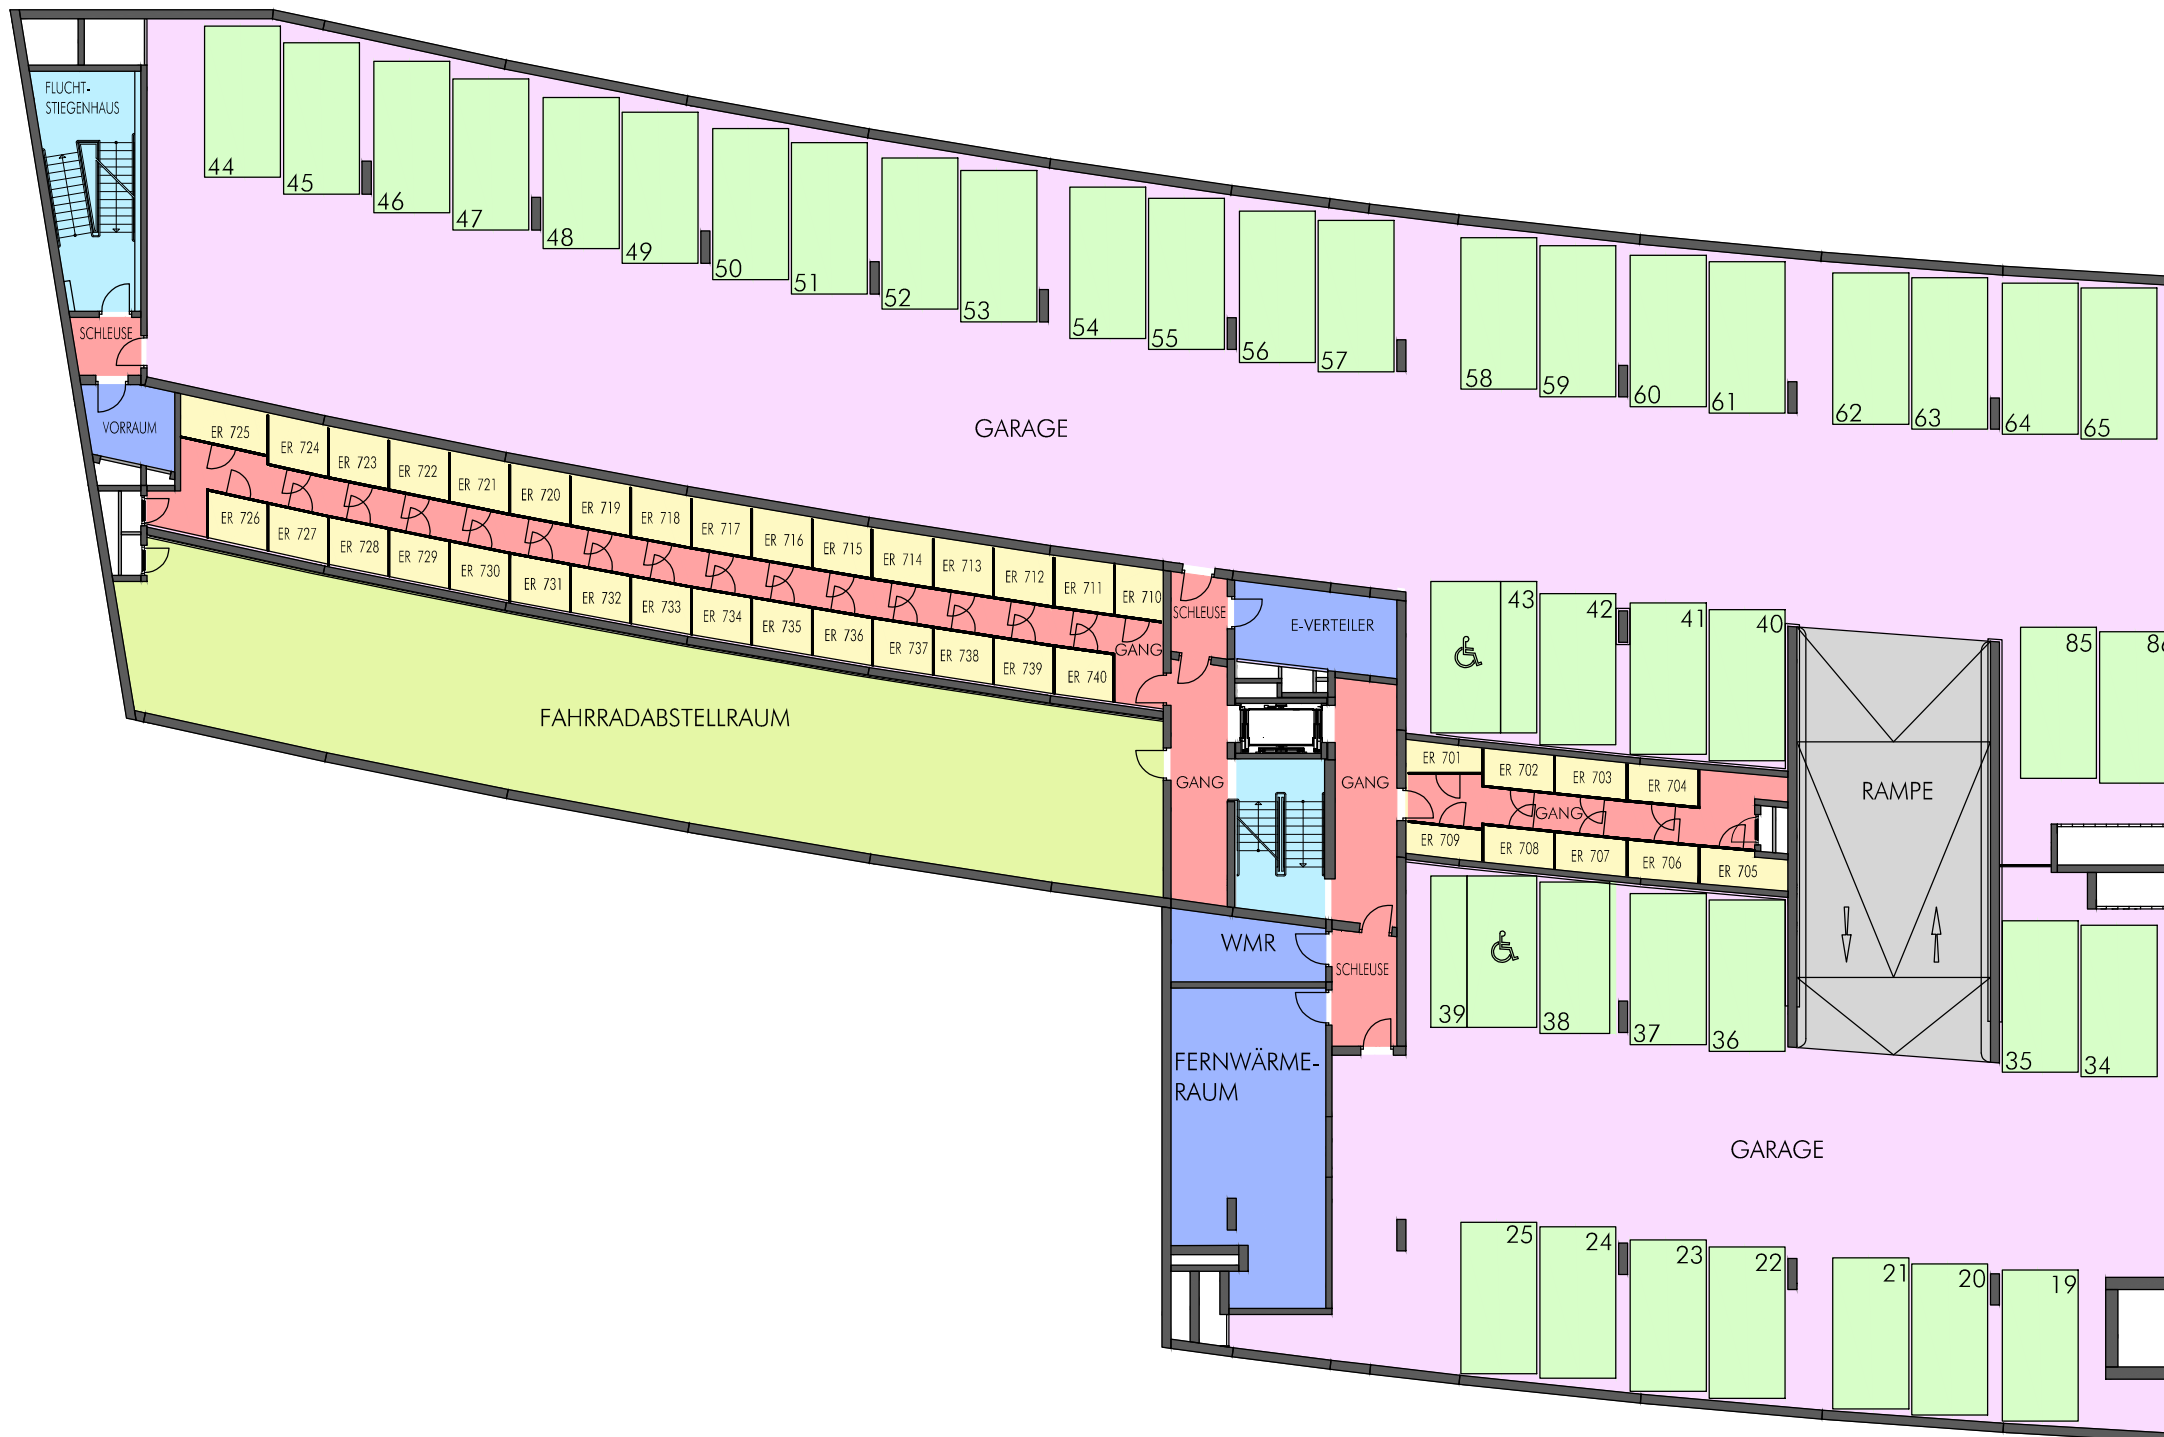 FLUCHT-
STIEGENHAUS
44
45
46
47
48
49
50
51
52
53
54
55
56
57
58
59
60
61
62
63
64
65
SCHLEUSE
VORRAUM
GARAGE
ER 725
ER 724
ER 723
ER 722
ER 721
ER 720
ER 719
ER 718
ER 717
ER 716
ER 715
ER 714
ER 713
ER 712
ER 711
ER 710
ER 726
ER 727
ER 728
ER 729
ER 730
ER 731
ER 732
ER 733
ER 734
ER 735
ER 736
ER 737
ER 738
ER 739
ER 740
GANG
SCHLEUSE
E-VERTEILER
43
42
41
40
85
86
FAHRRADABSTELLRAUM
GANG
GANG
ER 701
ER 702
ER 703
ER 704
GANG
ER 709
ER 708
ER 707
ER 706
ER 705
RAMPE
WMR
SCHLEUSE
39
38
37
36
35
34
FERNWÄRME-
RAUM
GARAGE
25
24
23
22
21
20
19